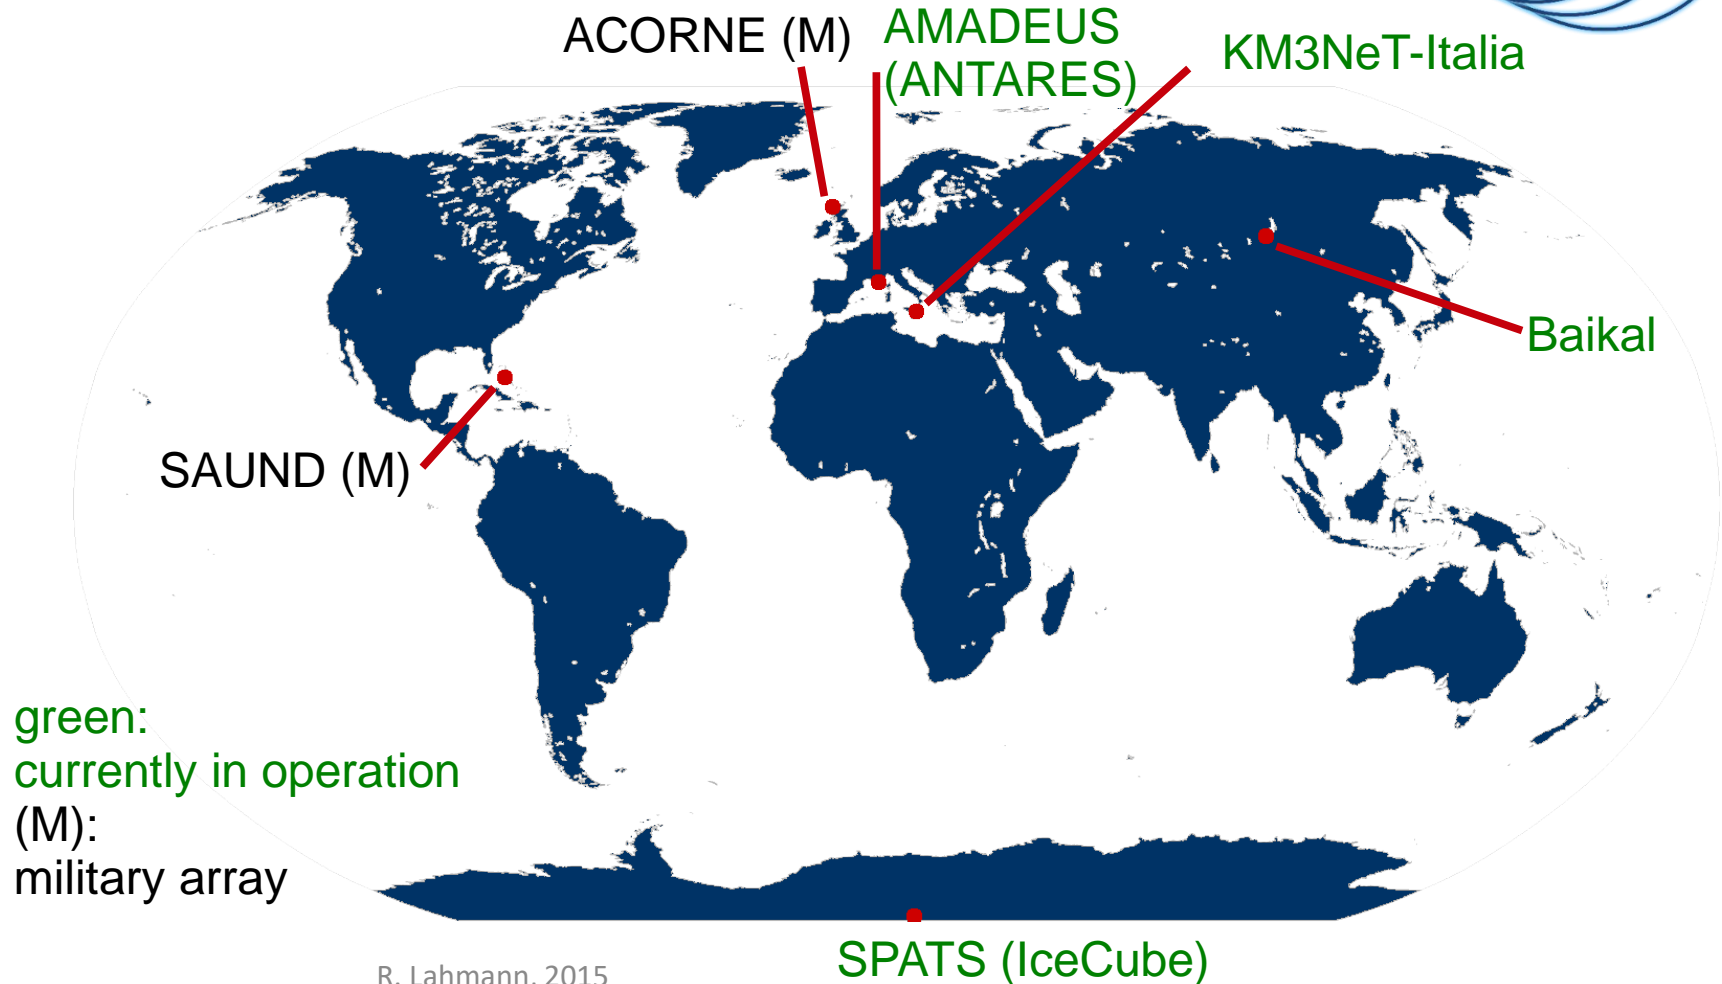 ACORNE (M)
AMADEUS
(ANTARES)
KM3NeT-Italia
Baikal
SAUND (M)
green:
currently in operation
(M):
military array
SPATS (IceCube)
R. Lahmann, 2015